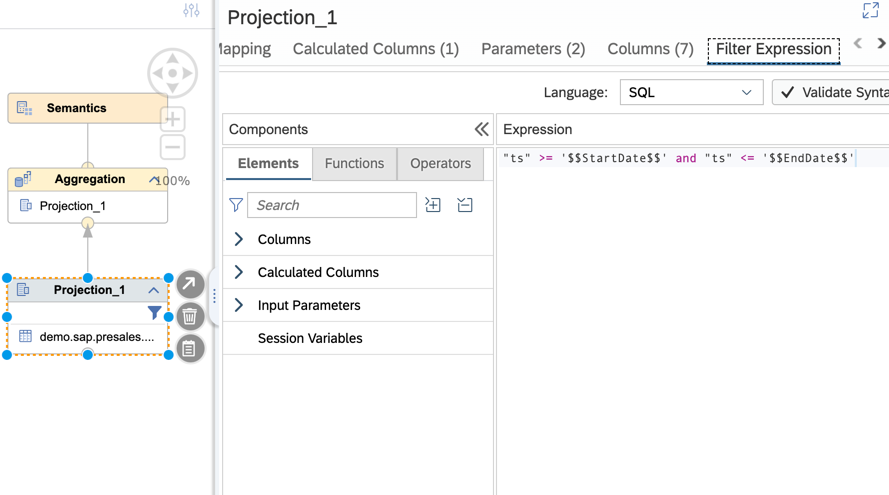 Projection_1
Mapping
Calculated Columns (1)
Parameters (2)
Columns (7)
Filter Expression
Language:
SQL
Validate Synta
Components
Expression
Elements
Functions
Operators
"ts" >= '$$StartDate$$' and "ts" <= '$$EndDate$$'
Search
Columns
Calculated Columns
Input Parameters
Session Variables
Semantics
Aggregation
100%
Projection_1
Projection_1
demo.sap.presales....